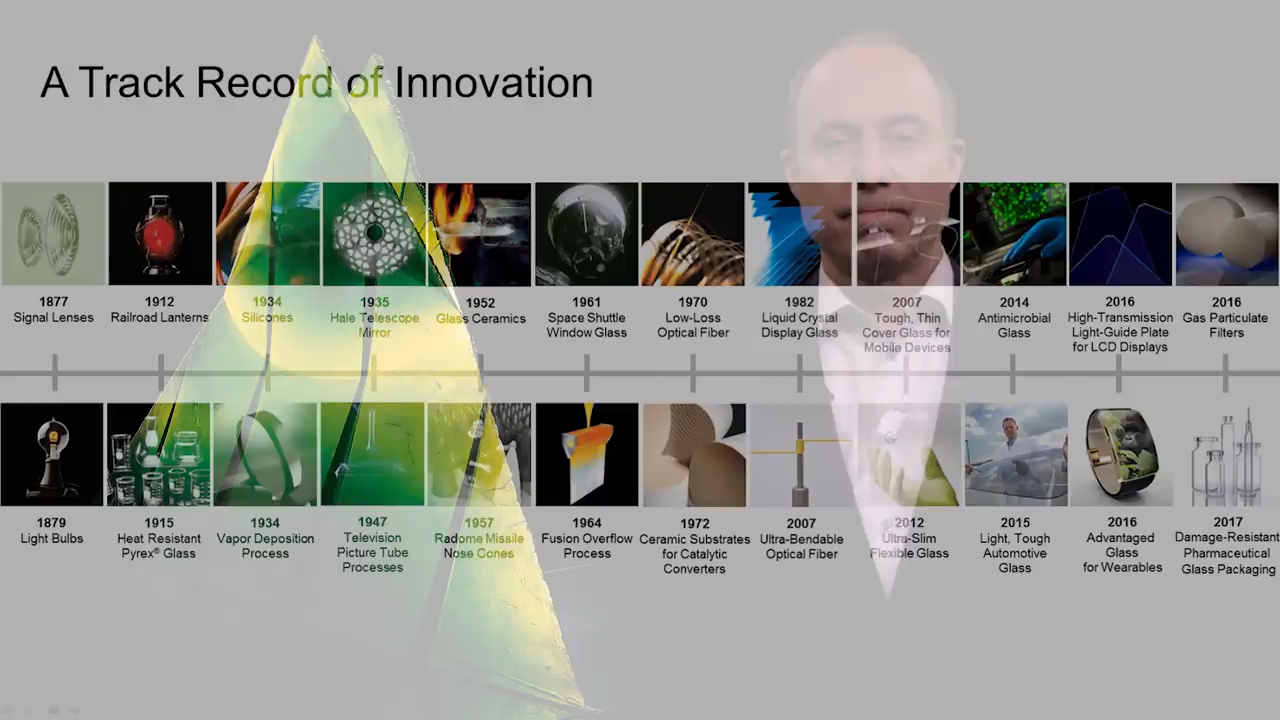 A Track Record of Innovation
1877
Signal Lenses
1912
Railroad Lanterns
1934
Silicones
1935
Hale Telescope
Mirror
1952
Glass Ceramics
1961
Space Shuttle
Window Glass
1970
Low-Loss
Optical Fiber
1982
Liquid Crystal
Display Glass
2007
Tough, Thin
Cover Glass for
Mobile Devices
2014
Antimicrobial
Glass
2016
High-Transmission
Light-Guide Plate
for LCD Displays
2016
Gas Particulate
Filters
1879
Light Bulbs
1915
Heat Resistant
Pyrex® Glass
1934
Vapor Deposition
Process
1947
Television
Picture Tube
Processes
1957
Radome Missile
Nose Cones
1964
Fusion Overflow
Process
1972
Ceramic Substrates
for Catalytic
Converters
2007
Ultra-Bendable
Optical Fiber
2012
Ultra-Slim
Flexible Glass
2015
Light, Tough
Automotive
Glass
2016
Advantaged
Glass
for Wearables
2017
Damage-Resistant
Pharmaceutical
Glass Packaging